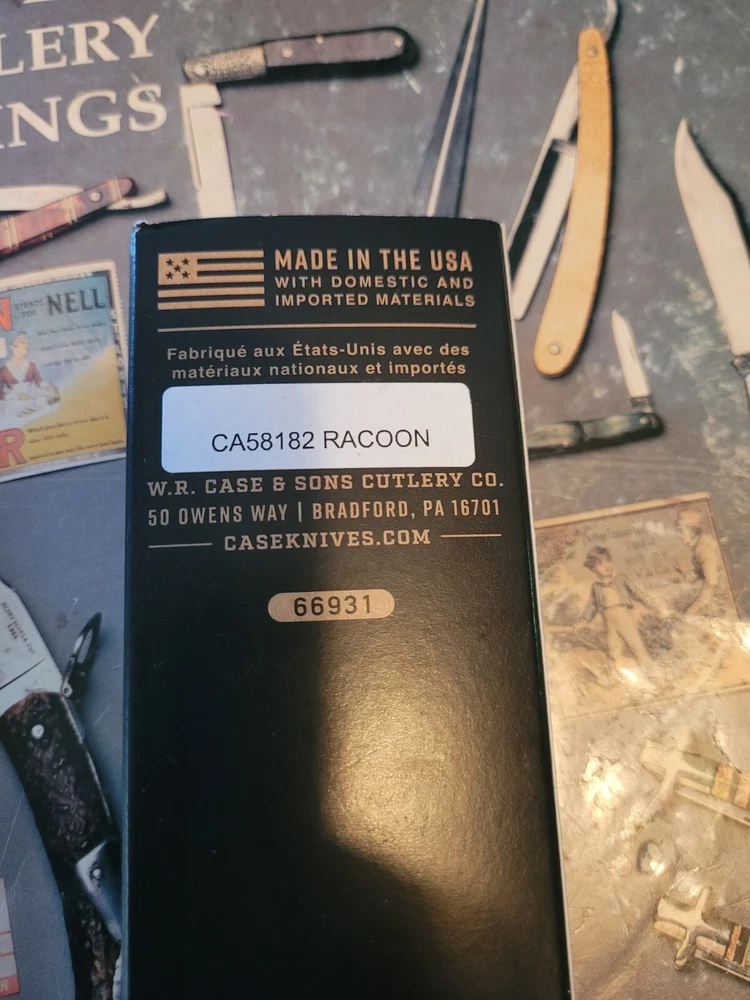 LERY
INGS
NELL
MADE IN THE USA
WITH DOMESTIC AND
IMPORTED MATERIALS
Fabriqué aux États-Unis avec des
matériaux nationaux et importés
CA58182 RACOON
W.R. CASE & SONS CUTLERY CO.
50 OWENS WAY | BRADFORD, PA 16701
CASEKNIVES.COM
66931